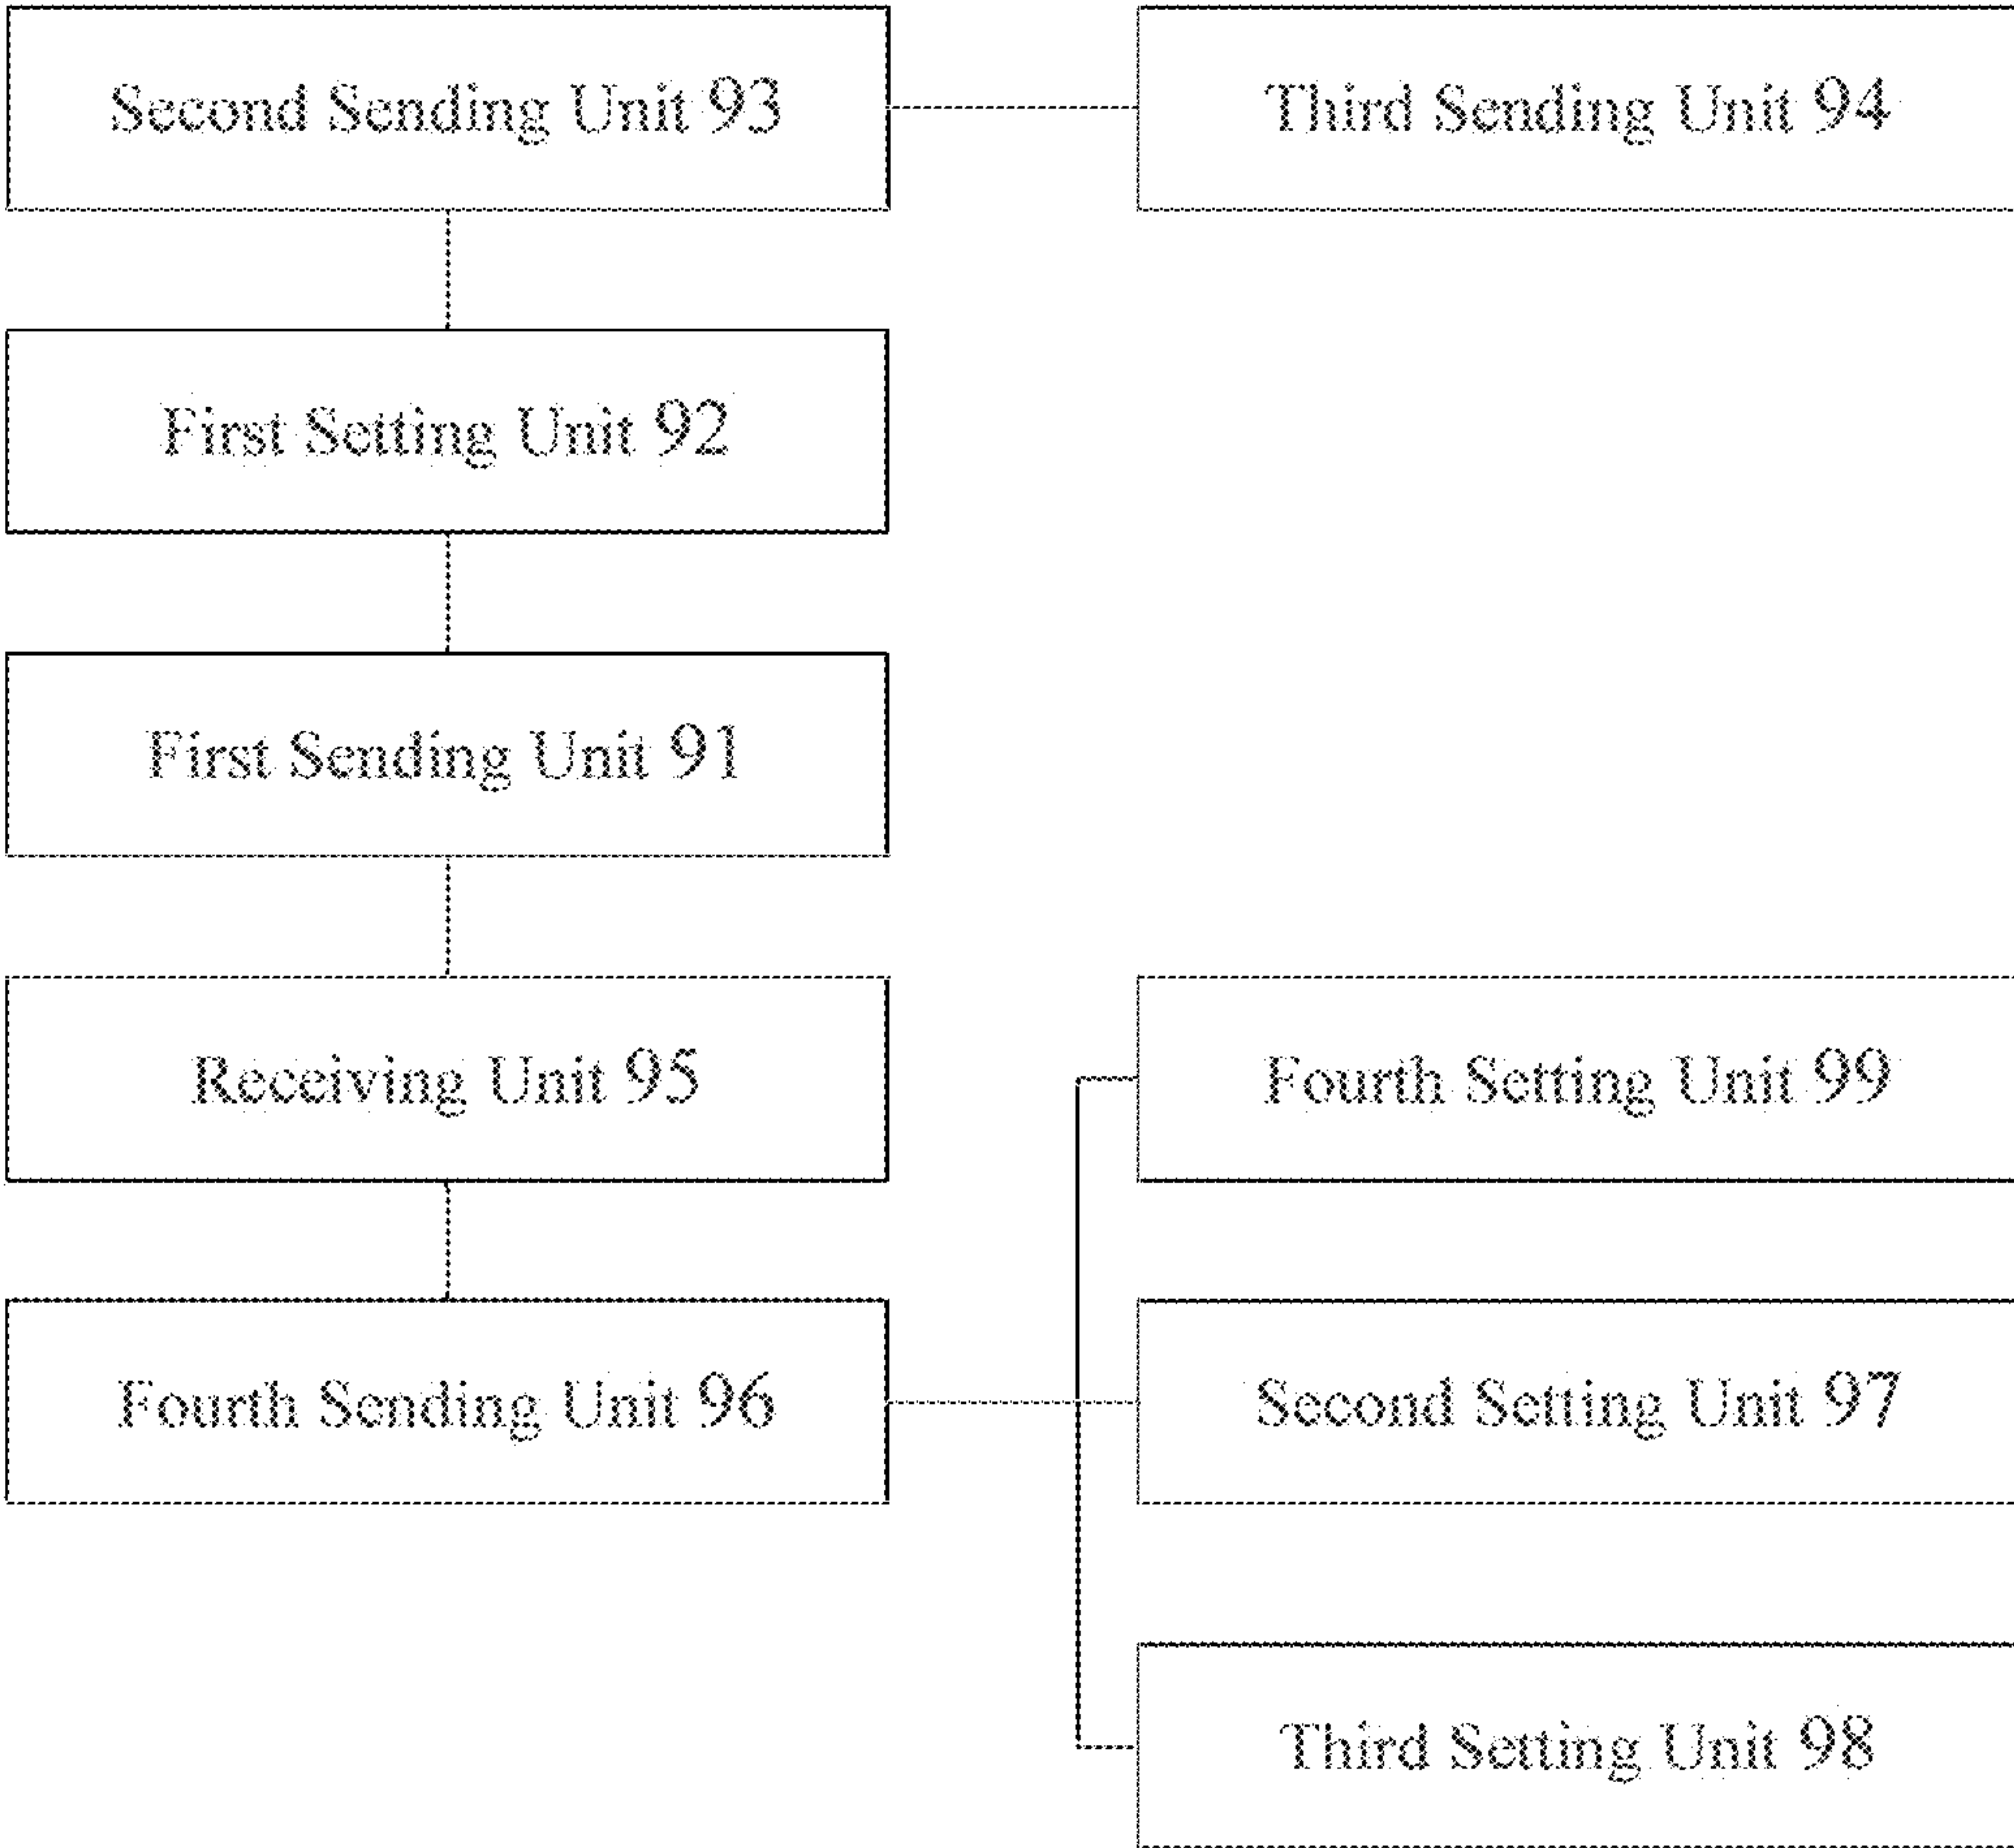 Second Sending Unit 93
Third Sending Unit 94
First Setting Unit 92
First Sending Unit 91
Receiving Unit 95
Fourth Setting Unit 99
Fourth Sending Unit 96
Second Setting Unit 97
Third Setting Unit 98